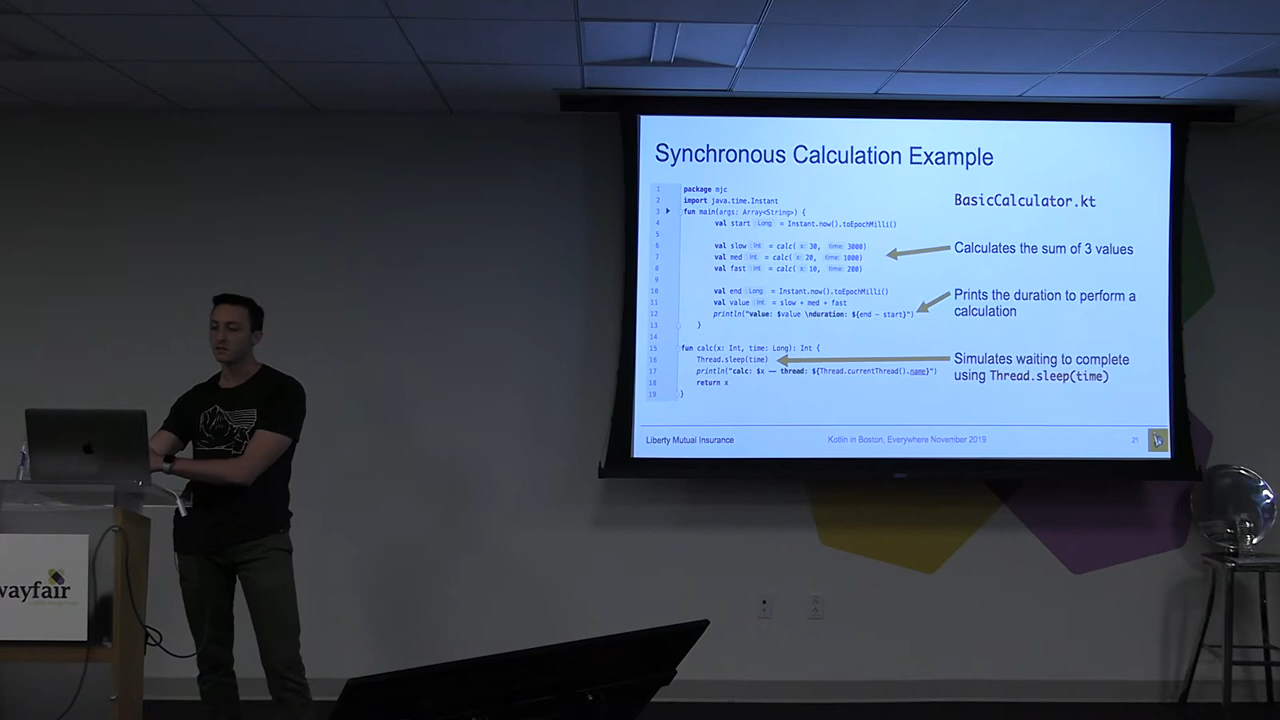 Synchronous Calculation Example
1 package mjc
2 import java.time.Instant
3 fun main(args: Array<String>) {
4 val start :Long = Instant.now().toEpochMilli()
5
6 val slow :Int = calc( x: 30, time: 3000)
7 val med :Int = calc( x: 20, time: 1000)
8 val fast :Int = calc( x: 10, time: 200)
9
10 val end :Long = Instant.now().toEpochMilli()
11 val value :Int = slow + med + fast
12 println("value: $value \nduration: ${end - start}")
13 }
15 fun calc(x: Int, time: Long): Int {
16 Thread.sleep(time)
17 println("calc: $x -- thread: ${Thread.currentThread().name}")
18 return x
19 }
BasicCalculator.kt
Calculates the sum of 3 values
Prints the duration to perform a
calculation
Simulates waiting to complete
using Thread.sleep(time)
Liberty Mutual Insurance
Kotlin in Boston, Everywhere November 2019
21
wayfair